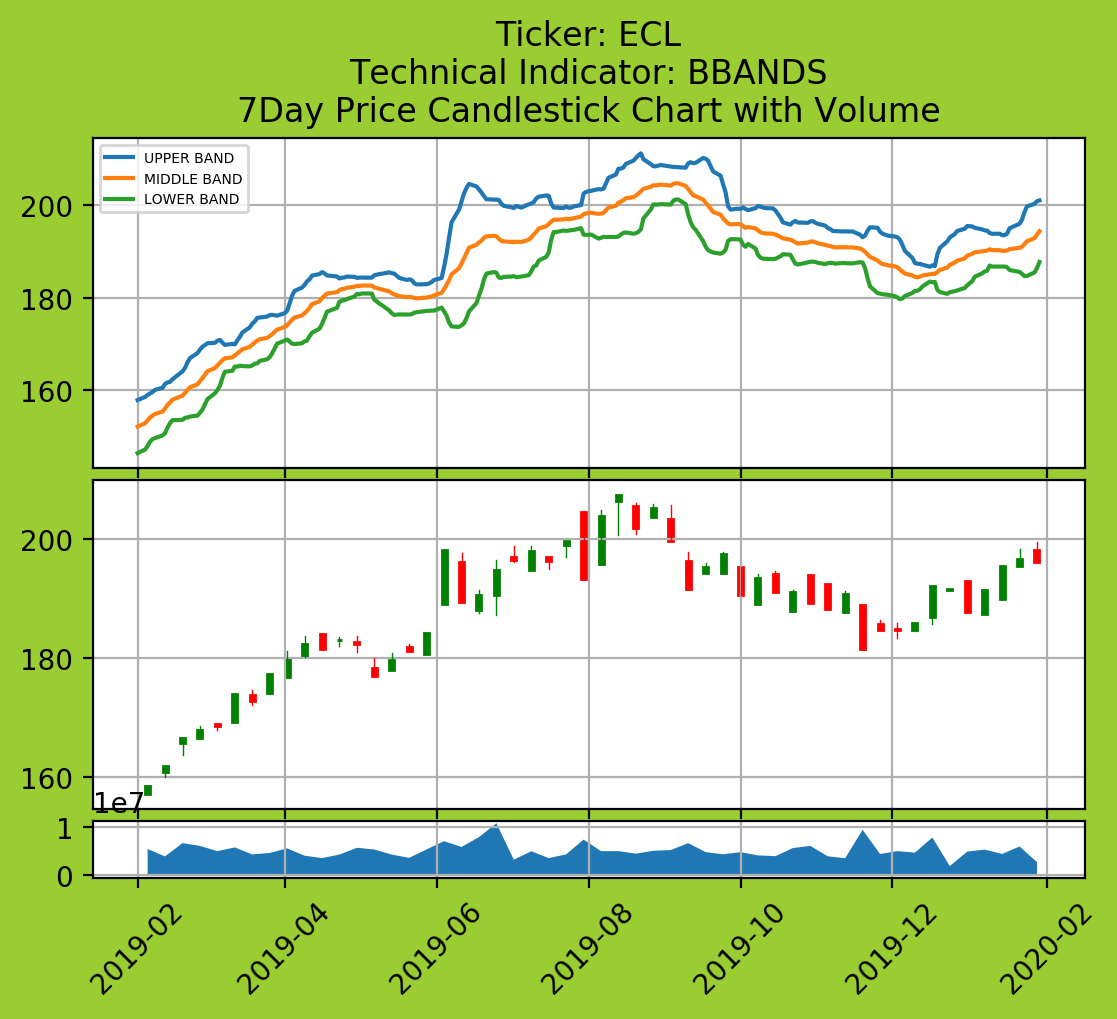 Ticker: ECL
Technical Indicator: BBANDS
7Day Price Candlestick Chart with Volume
UPPER BAND
MIDDLE BAND
LOWER BAND
200
180
160
200
180
160
1e7
1
0
2019-02
2019-04
2019-06
2019-08
2019-10
2019-12
2020-02